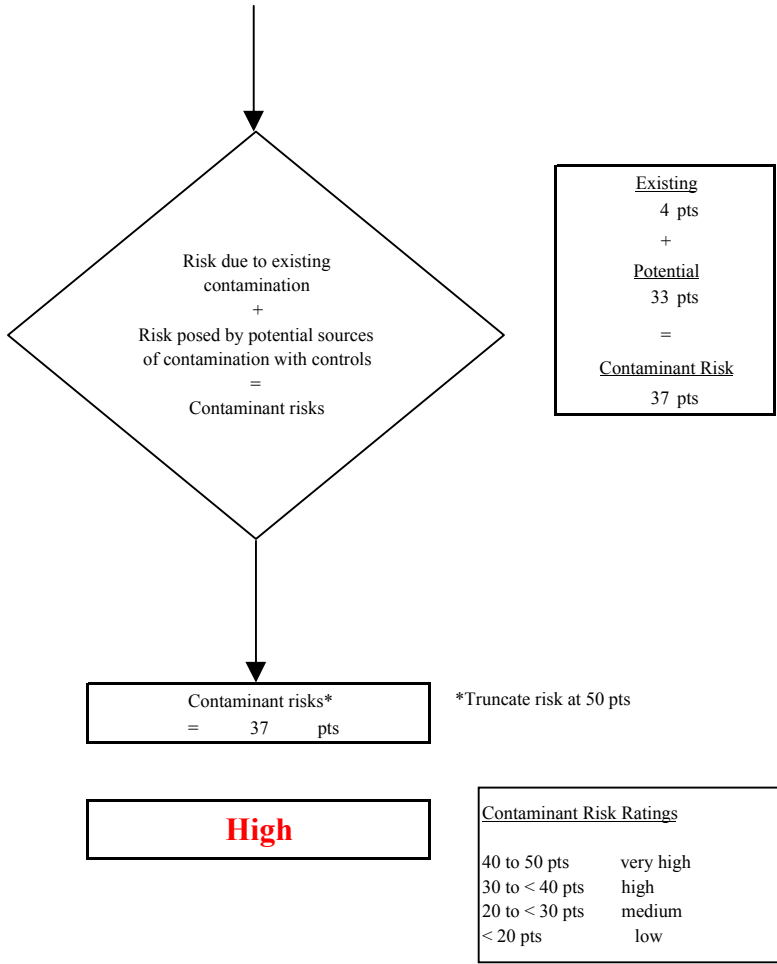 Risk due to existing
contamination
+
Risk posed by potential sources
of contamination with controls
=
Contaminant risks
Existing
4 pts
+
Potential
33 pts
=
Contaminant Risk
37 pts
Contaminant risks*
= 37 pts
*Truncate risk at 50 pts
High
Contaminant Risk Ratings
40 to 50 pts very high
30 to < 40 pts high
20 to < 30 pts medium
< 20 pts low